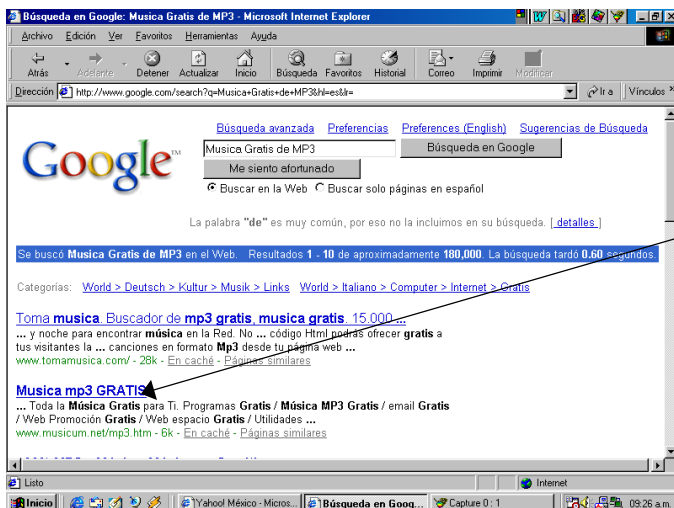 Búsqueda en Google: Musica Gratis de MP3 - Microsoft Internet Explorer
Archivo Edición Ver Favoritos Herramientas Ayuda
Atrás Adelante Detener Actualizar Inicio Búsqueda Favoritos Historial Correo Imprimir Modificar
Dirección http://www.google.com/search?q=Musica+Gratis+de+MP3&hl=es&lr= Ir a Vínculos »
Búsqueda avanzada Preferencias Preferences (English) Sugerencias de Búsqueda
Google™
Musica Gratis de MP3 Búsqueda en Google
Me siento afortunado
Buscar en la Web Buscar solo páginas en español
La palabra "de" es muy común, por eso no la incluimos en su búsqueda. [ detalles ]
Se buscó Musica Gratis de MP3 en el Web. Resultados 1 - 10 de aproximadamente 180,000. La búsqueda tardó 0.60 segundos.
Categorías: World > Deutsch > Kultur > Musik > Links World > Italiano > Computer > Internet > Gratis
Toma musica. Buscador de mp3 gratis, musica gratis. 15.000 ...
... y noche para encontrar música en la Red. No ... código Html podrás ofrecer gratis a
tus visitantes la ... canciones en formato Mp3 desde tu página web ...
www.tomamusica.com/ - 28k - En caché - Páginas similares
Musica mp3 GRATIS
... Toda la Música Gratis para Ti. Programas Gratis / Música MP3 Gratis / email Gratis
/ Web Promoción Gratis / Web espacio Gratis / Utilidades ...
www.musicum.net/mp3.htm - 6k - En caché - Páginas similares
Listo Internet
Inicio Yahoo! México - Micros... Búsqueda en Goog... Capture 0 : 1 09:26 a.m.